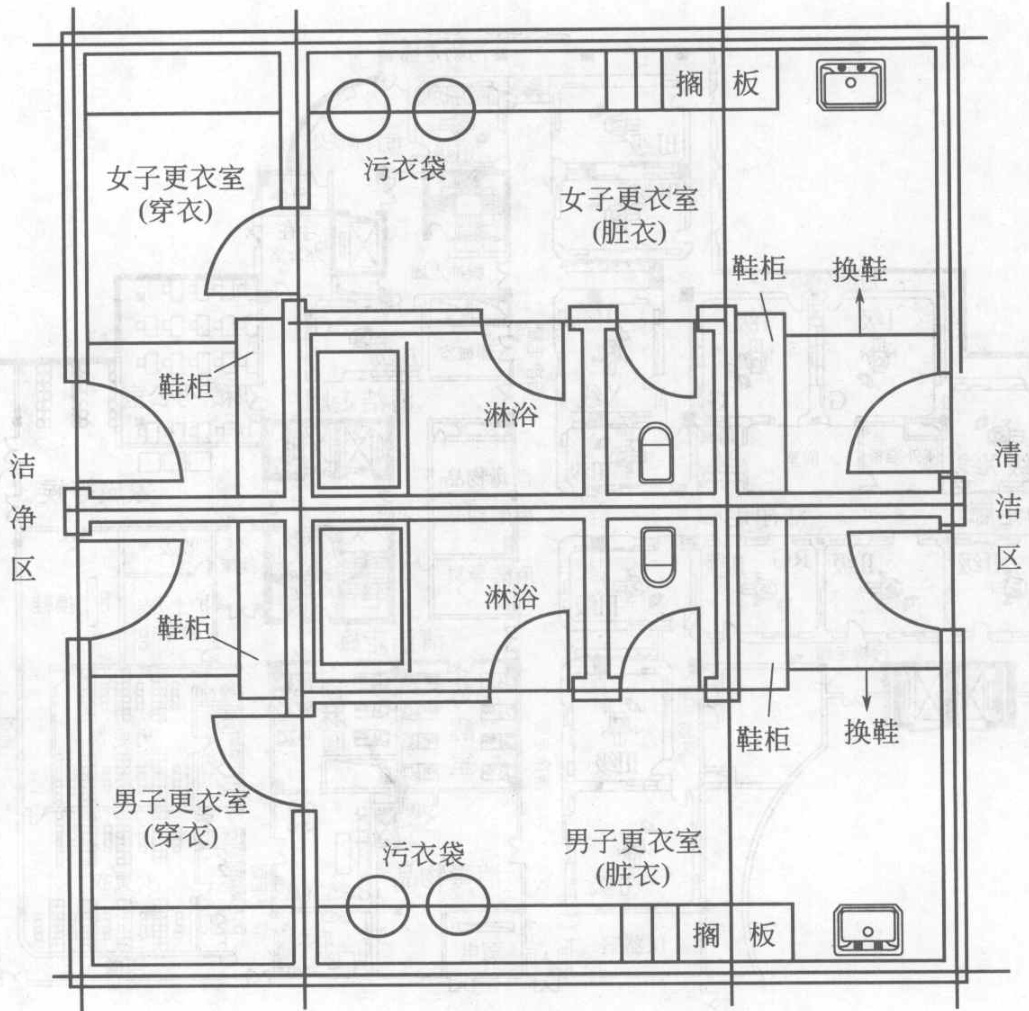 搁 板
污衣袋
女子更衣室
(穿衣)
女子更衣室
(脏衣)
鞋柜
换鞋
鞋柜
淋浴
洁净区
清洁区
淋浴
鞋柜
鞋柜
换鞋
男子更衣室
(穿衣)
污衣袋
男子更衣室
(脏衣)
搁 板